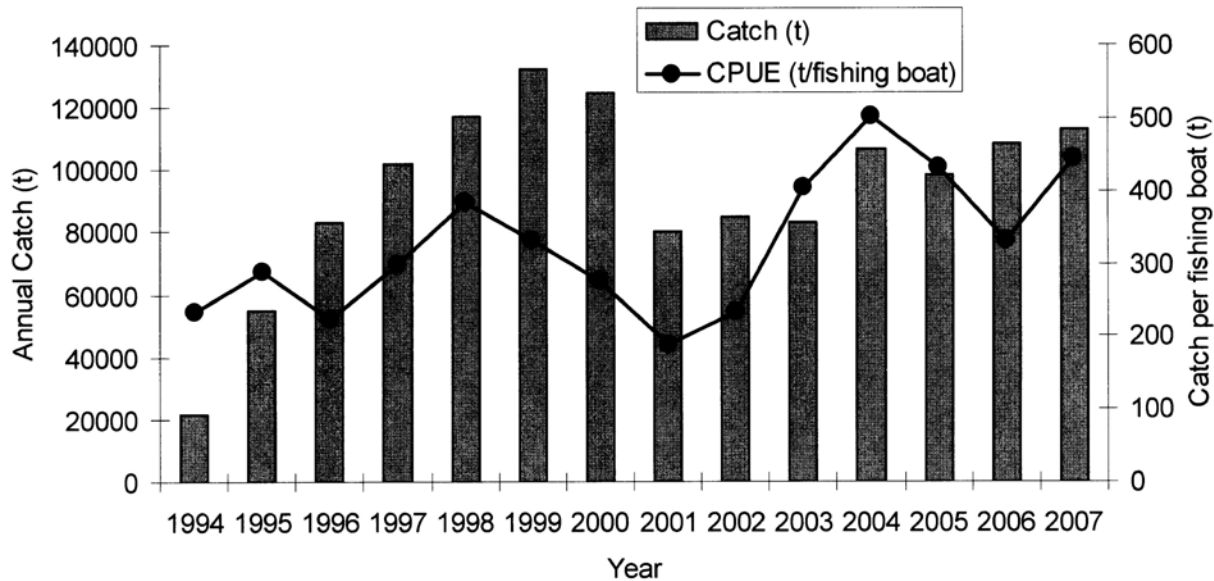 Catch (t)
CPUE (t/fishing boat)
Annual Catch (t)
140000
120000
100000
80000
60000
40000
20000
0
600
500
400
300
200
100
0
Catch per fishing boat (t)
1994 1995 1996 1997 1998 1999 2000 2001 2002 2003 2004 2005 2006 2007
Year